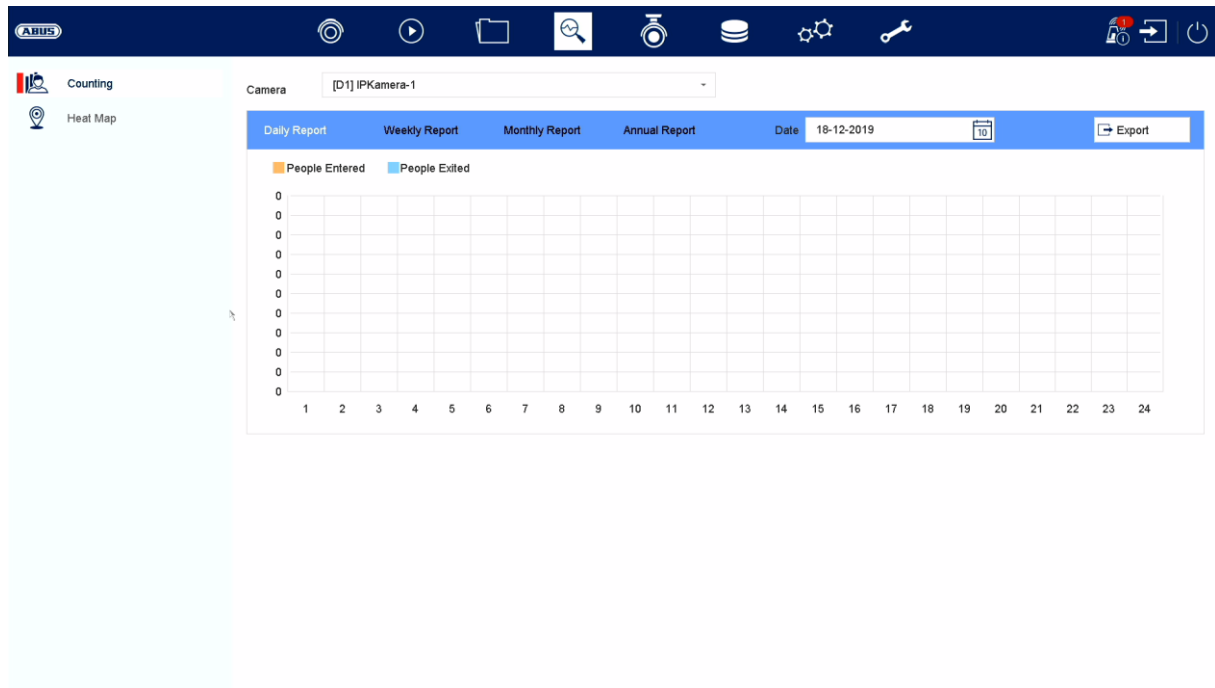 ABUS
1
Counting
Heat Map
Camera [D1] IPKamera-1
Daily Report Weekly Report Monthly Report Annual Report Date 18-12-2019 10 Export
People Entered People Exited
0
0
0
0
0
0
0
0
0
0
0
1 2 3 4 5 6 7 8 9 10 11 12 13 14 15 16 17 18 19 20 21 22 23 24